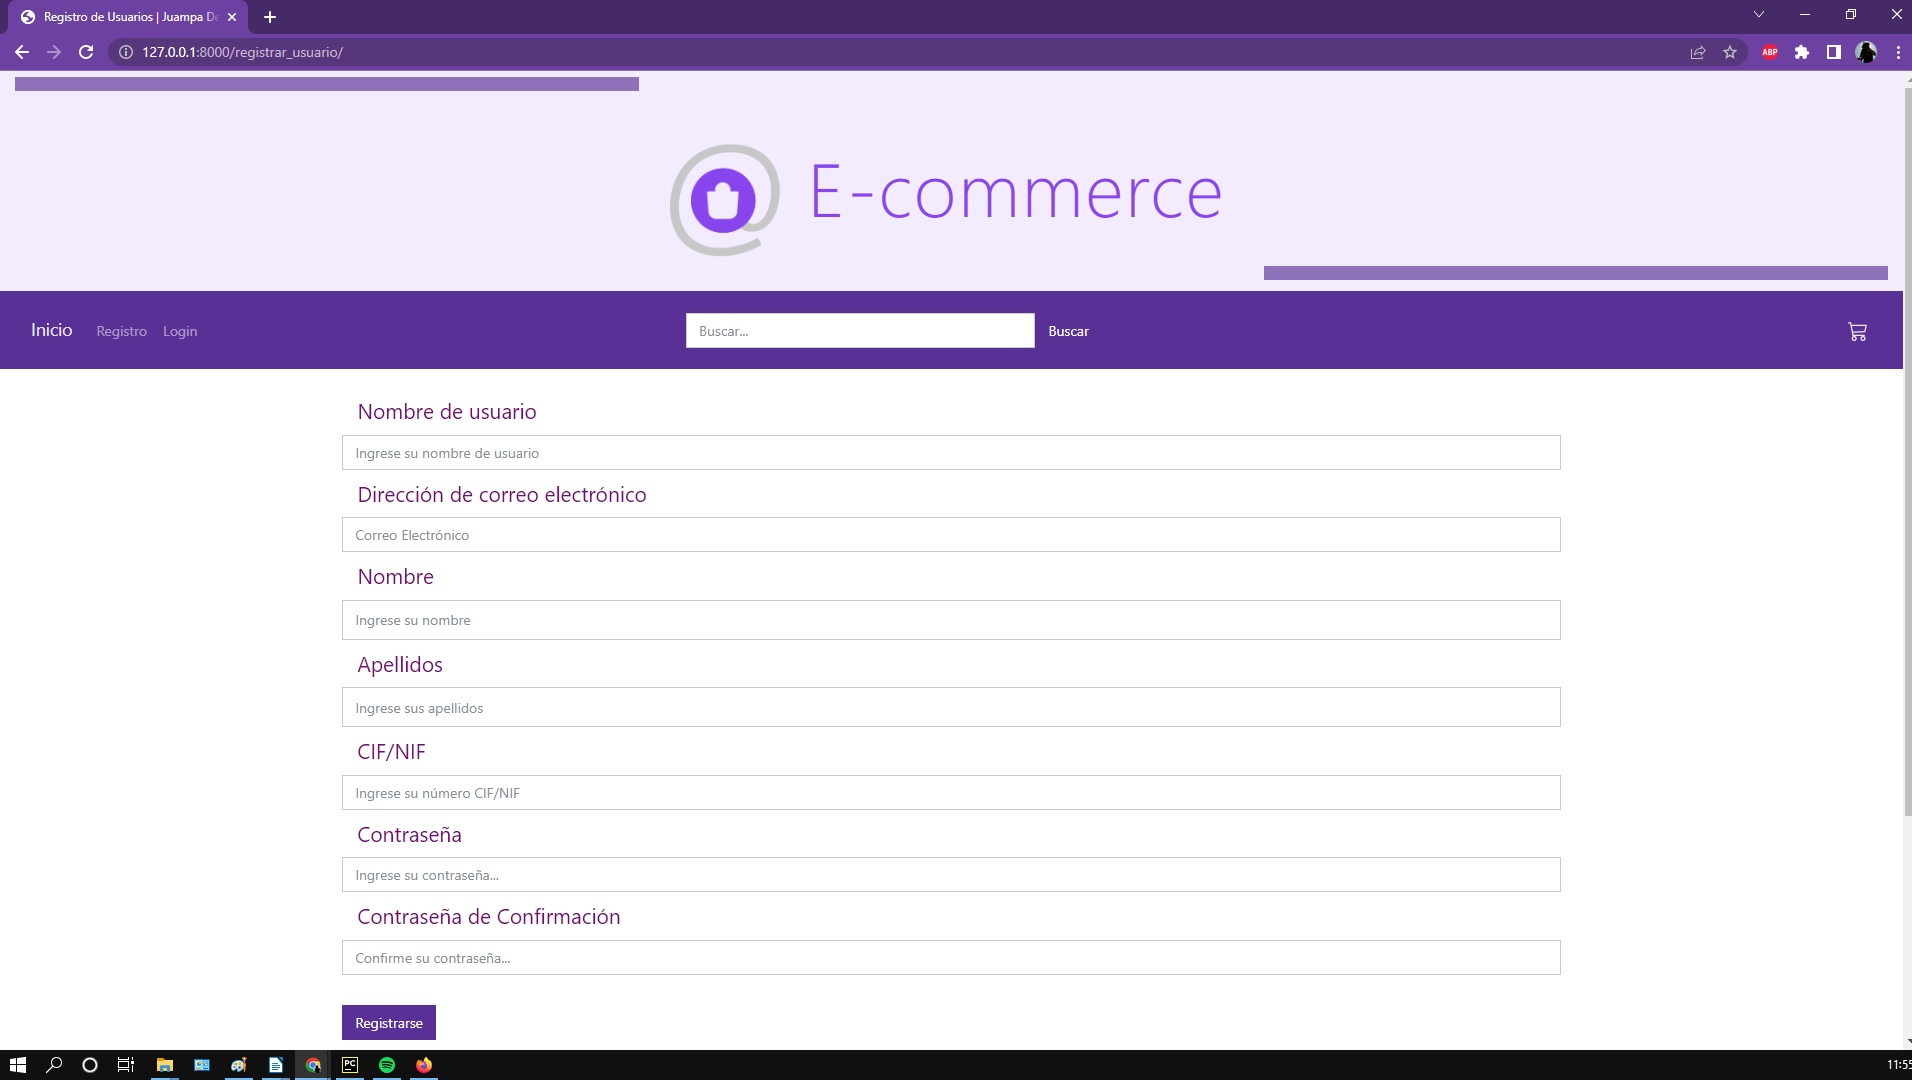 Registro de Usuarios | Juampa De
127.0.0.1:8000/registrar_usuario/
ABP
E-commerce
Inicio Registro Login Buscar... Buscar
Nombre de usuario
Ingrese su nombre de usuario
Dirección de correo electrónico
Correo Electrónico
Nombre
Ingrese su nombre
Apellidos
Ingrese sus apellidos
CIF/NIF
Ingrese su número CIF/NIF
Contraseña
Ingrese su contraseña...
Contraseña de Confirmación
Confirme su contraseña...
Registrarse
PC
11:55